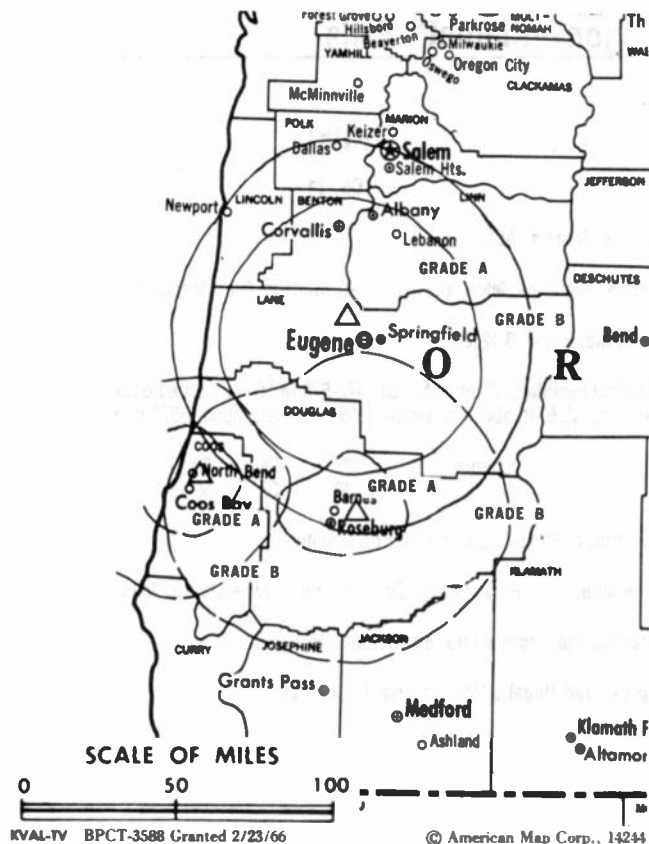 Forest Grove
Hillsboro
Beaverton
Parkrose
MULT-
NOMAH
Th
YAMHILL
Milwaukie
Oswego
Oregon City
CLACKAMAS
McMinnville
POLK
MARION
Keizer
Dallas
Salem
Salem Hts.
LINN
JEFFERSON
Newport
LINCOLN
BENTON
Albany
Corvallis
Lebanon
GRADE A
DESCHUTES
LANE
GRADE B
Bend
Eugene
Springfield
O R
DOUGLAS
COOS
North Bend
Coos Bay
GRADE A
GRADE A
Roseburg
GRADE B
GRADE B
KLAMATH
CURRY
JOSEPHINE
JACKSON
Grants Pass
Medford
Klamath F
Ashland
Altamon
SCALE OF MILES
0 50 100
KVAL-TV BPCT-3588 Granted 2/23/66
© American Map Corp., 14244